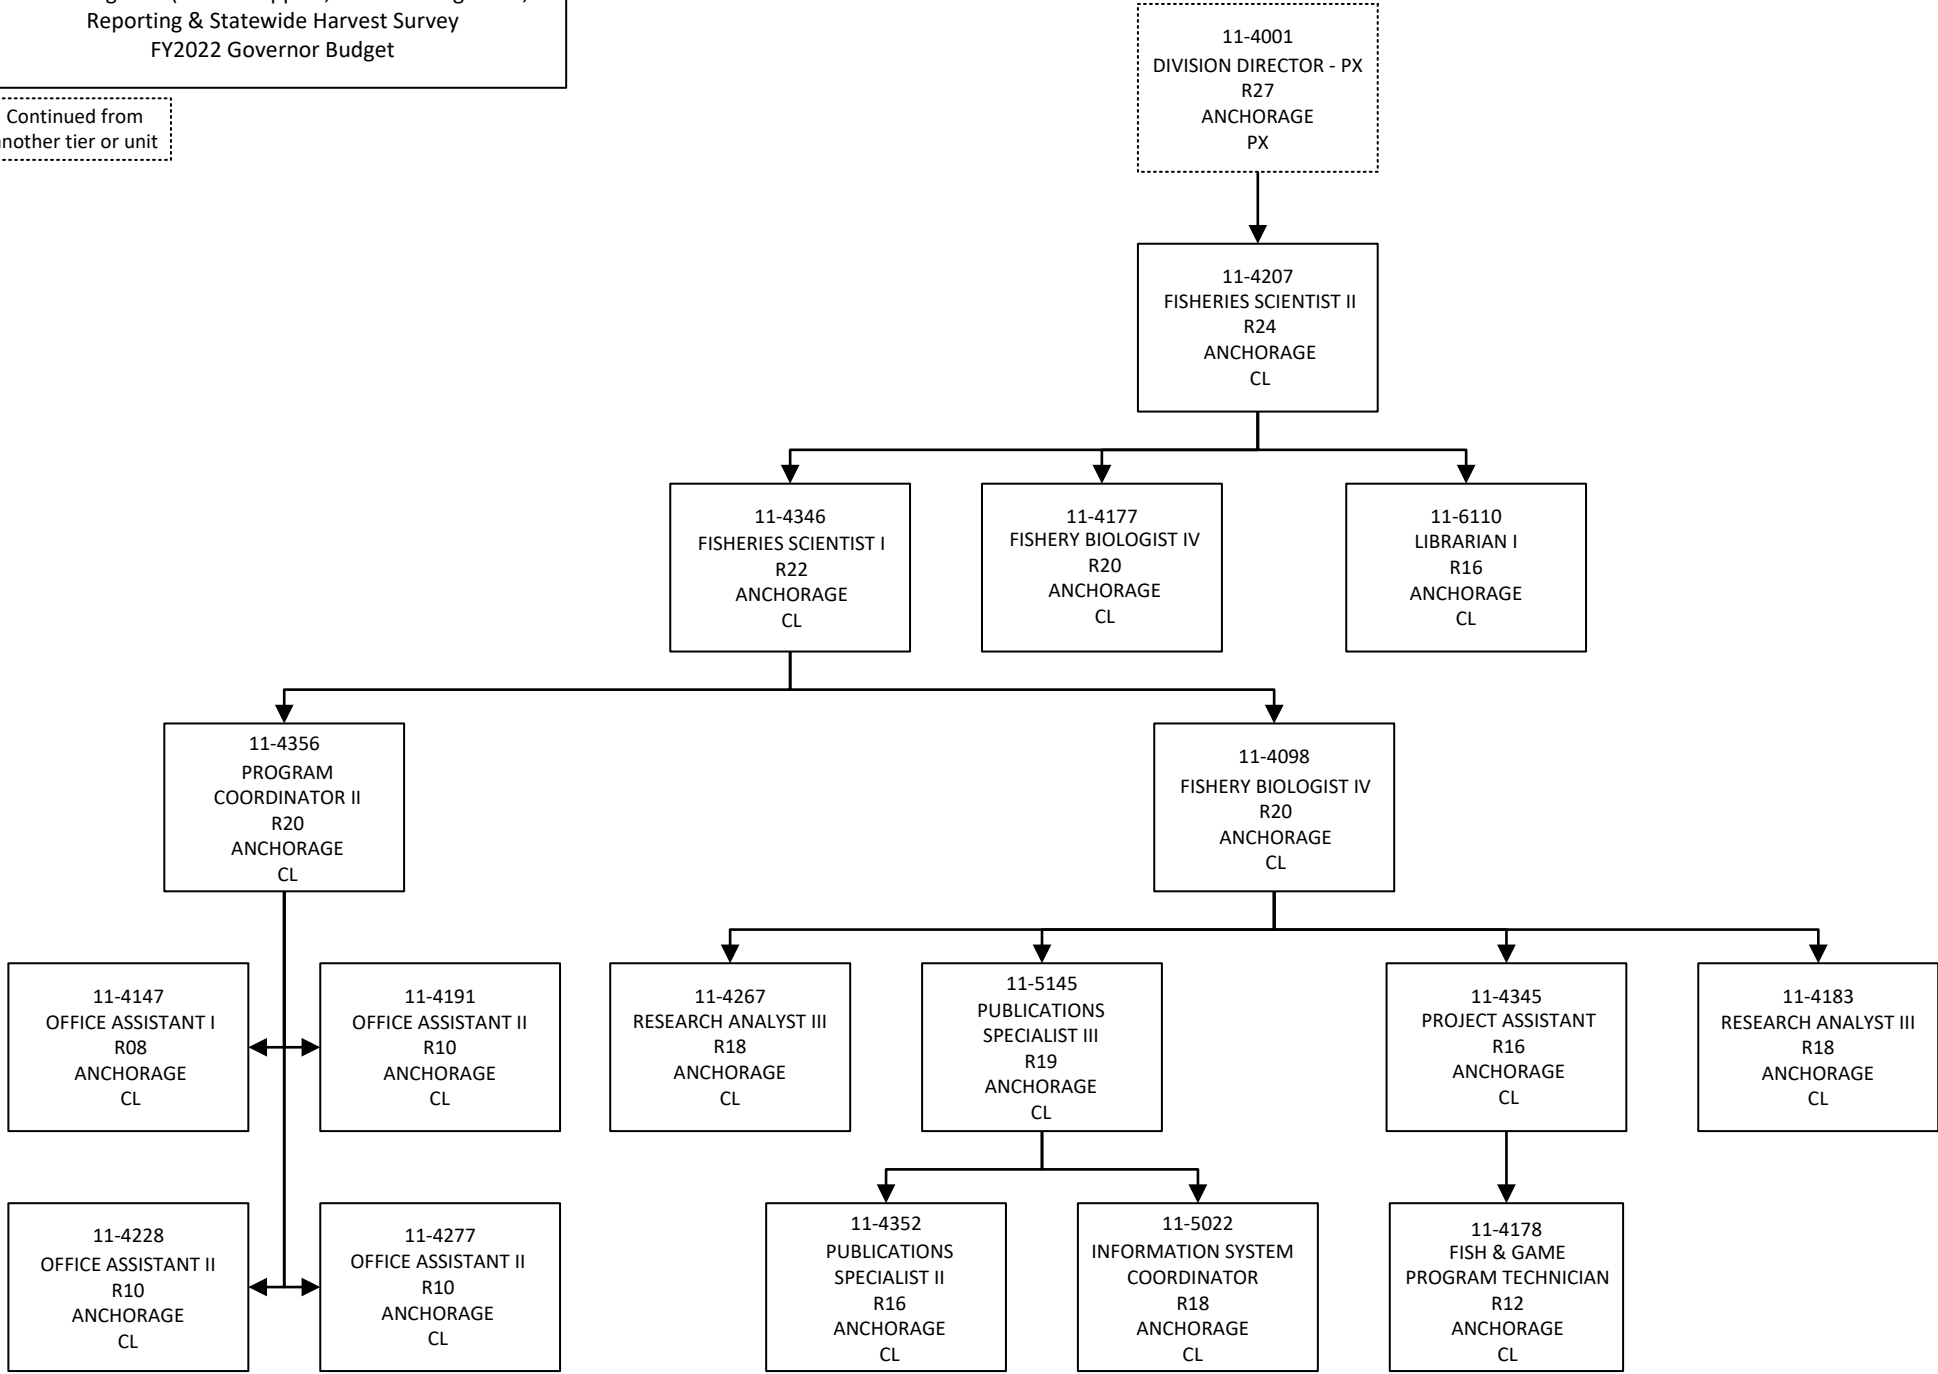 Reporting & Statewide Harvest Survey
FY2022 Governor Budget
Continued from
another tier or unit
11-4001
DIVISION DIRECTOR - PX
R27
ANCHORAGE
PX
11-4207
FISHERIES SCIENTIST II
R24
ANCHORAGE
CL
11-4346
FISHERIES SCIENTIST I
R22
ANCHORAGE
CL
11-4177
FISHERY BIOLOGIST IV
R20
ANCHORAGE
CL
11-6110
LIBRARIAN I
R16
ANCHORAGE
CL
11-4356
PROGRAM
COORDINATOR II
R20
ANCHORAGE
CL
11-4098
FISHERY BIOLOGIST IV
R20
ANCHORAGE
CL
11-4147
OFFICE ASSISTANT I
R08
ANCHORAGE
CL
11-4191
OFFICE ASSISTANT II
R10
ANCHORAGE
CL
11-4267
RESEARCH ANALYST III
R18
ANCHORAGE
CL
11-5145
PUBLICATIONS
SPECIALIST III
R19
ANCHORAGE
CL
11-4345
PROJECT ASSISTANT
R16
ANCHORAGE
CL
11-4183
RESEARCH ANALYST III
R18
ANCHORAGE
CL
11-4228
OFFICE ASSISTANT II
R10
ANCHORAGE
CL
11-4277
OFFICE ASSISTANT II
R10
ANCHORAGE
CL
11-4352
PUBLICATIONS
SPECIALIST II
R16
ANCHORAGE
CL
11-5022
INFORMATION SYSTEM
COORDINATOR
R18
ANCHORAGE
CL
11-4178
FISH & GAME
PROGRAM TECHNICIAN
R12
ANCHORAGE
CL